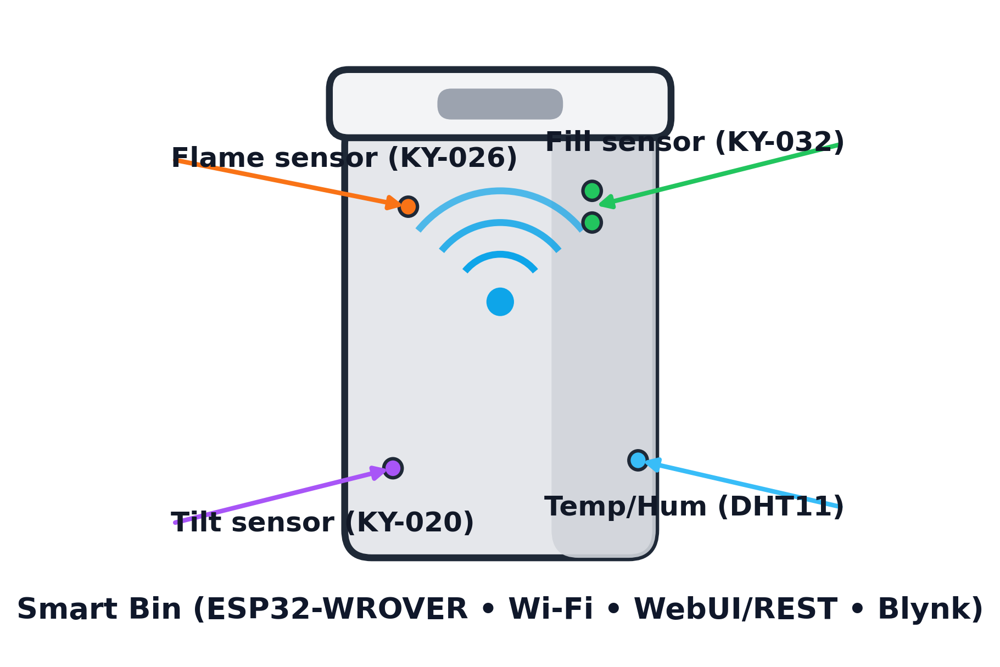 Fill sensor (KY-032)
Flame sensor (KY-026)
Temp/Hum (DHT11)
Tilt sensor (KY-020)
Smart Bin (ESP32-WROVER • Wi-Fi • WebUI/REST • Blynk)